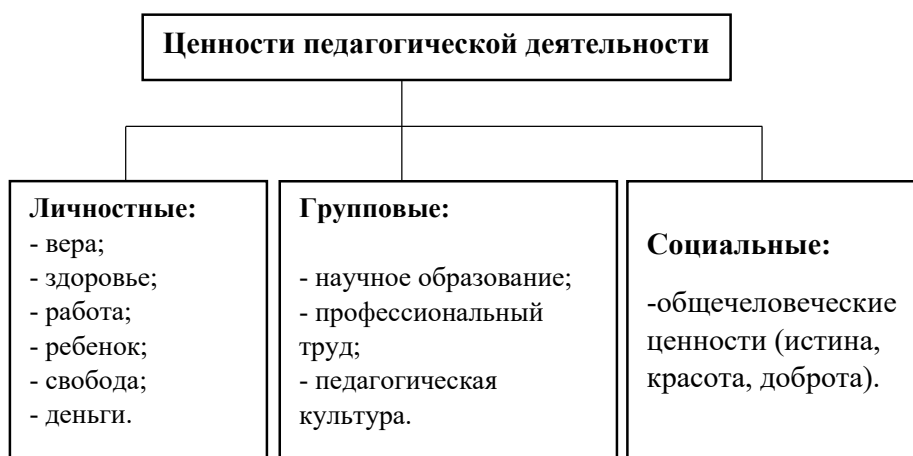 Ценности педагогической деятельности
Личностные:
- вера;
- здоровье;
- работа;
- ребенок;
- свобода;
- деньги.
Групповые:
- научное образование;
- профессиональный
труд;
- педагогическая
культура.
Социальные:
-общечеловеческие
ценности (истина,
красота, доброта).